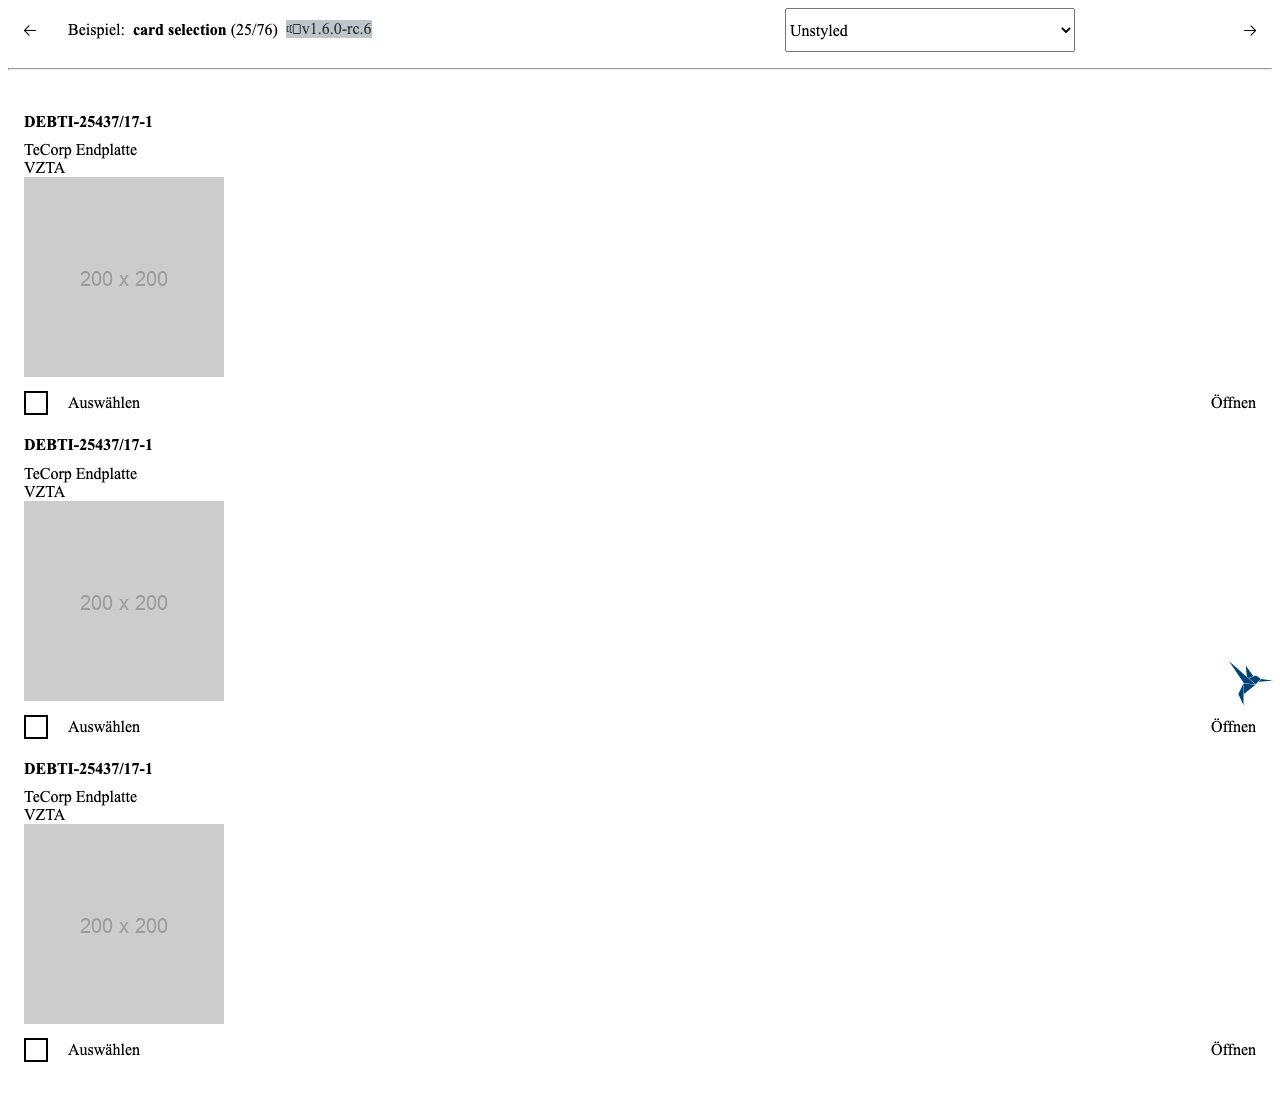 Beispiel: card selection (25/76) v1.6.0-rc.6 Unstyled
DEBTI-25437/17-1
TeCorp Endplatte
VZTA
200 x 200
Auswählen Öffnen
DEBTI-25437/17-1
TeCorp Endplatte
VZTA
200 x 200
Auswählen Öffnen
DEBTI-25437/17-1
TeCorp Endplatte
VZTA
200 x 200
Auswählen Öffnen